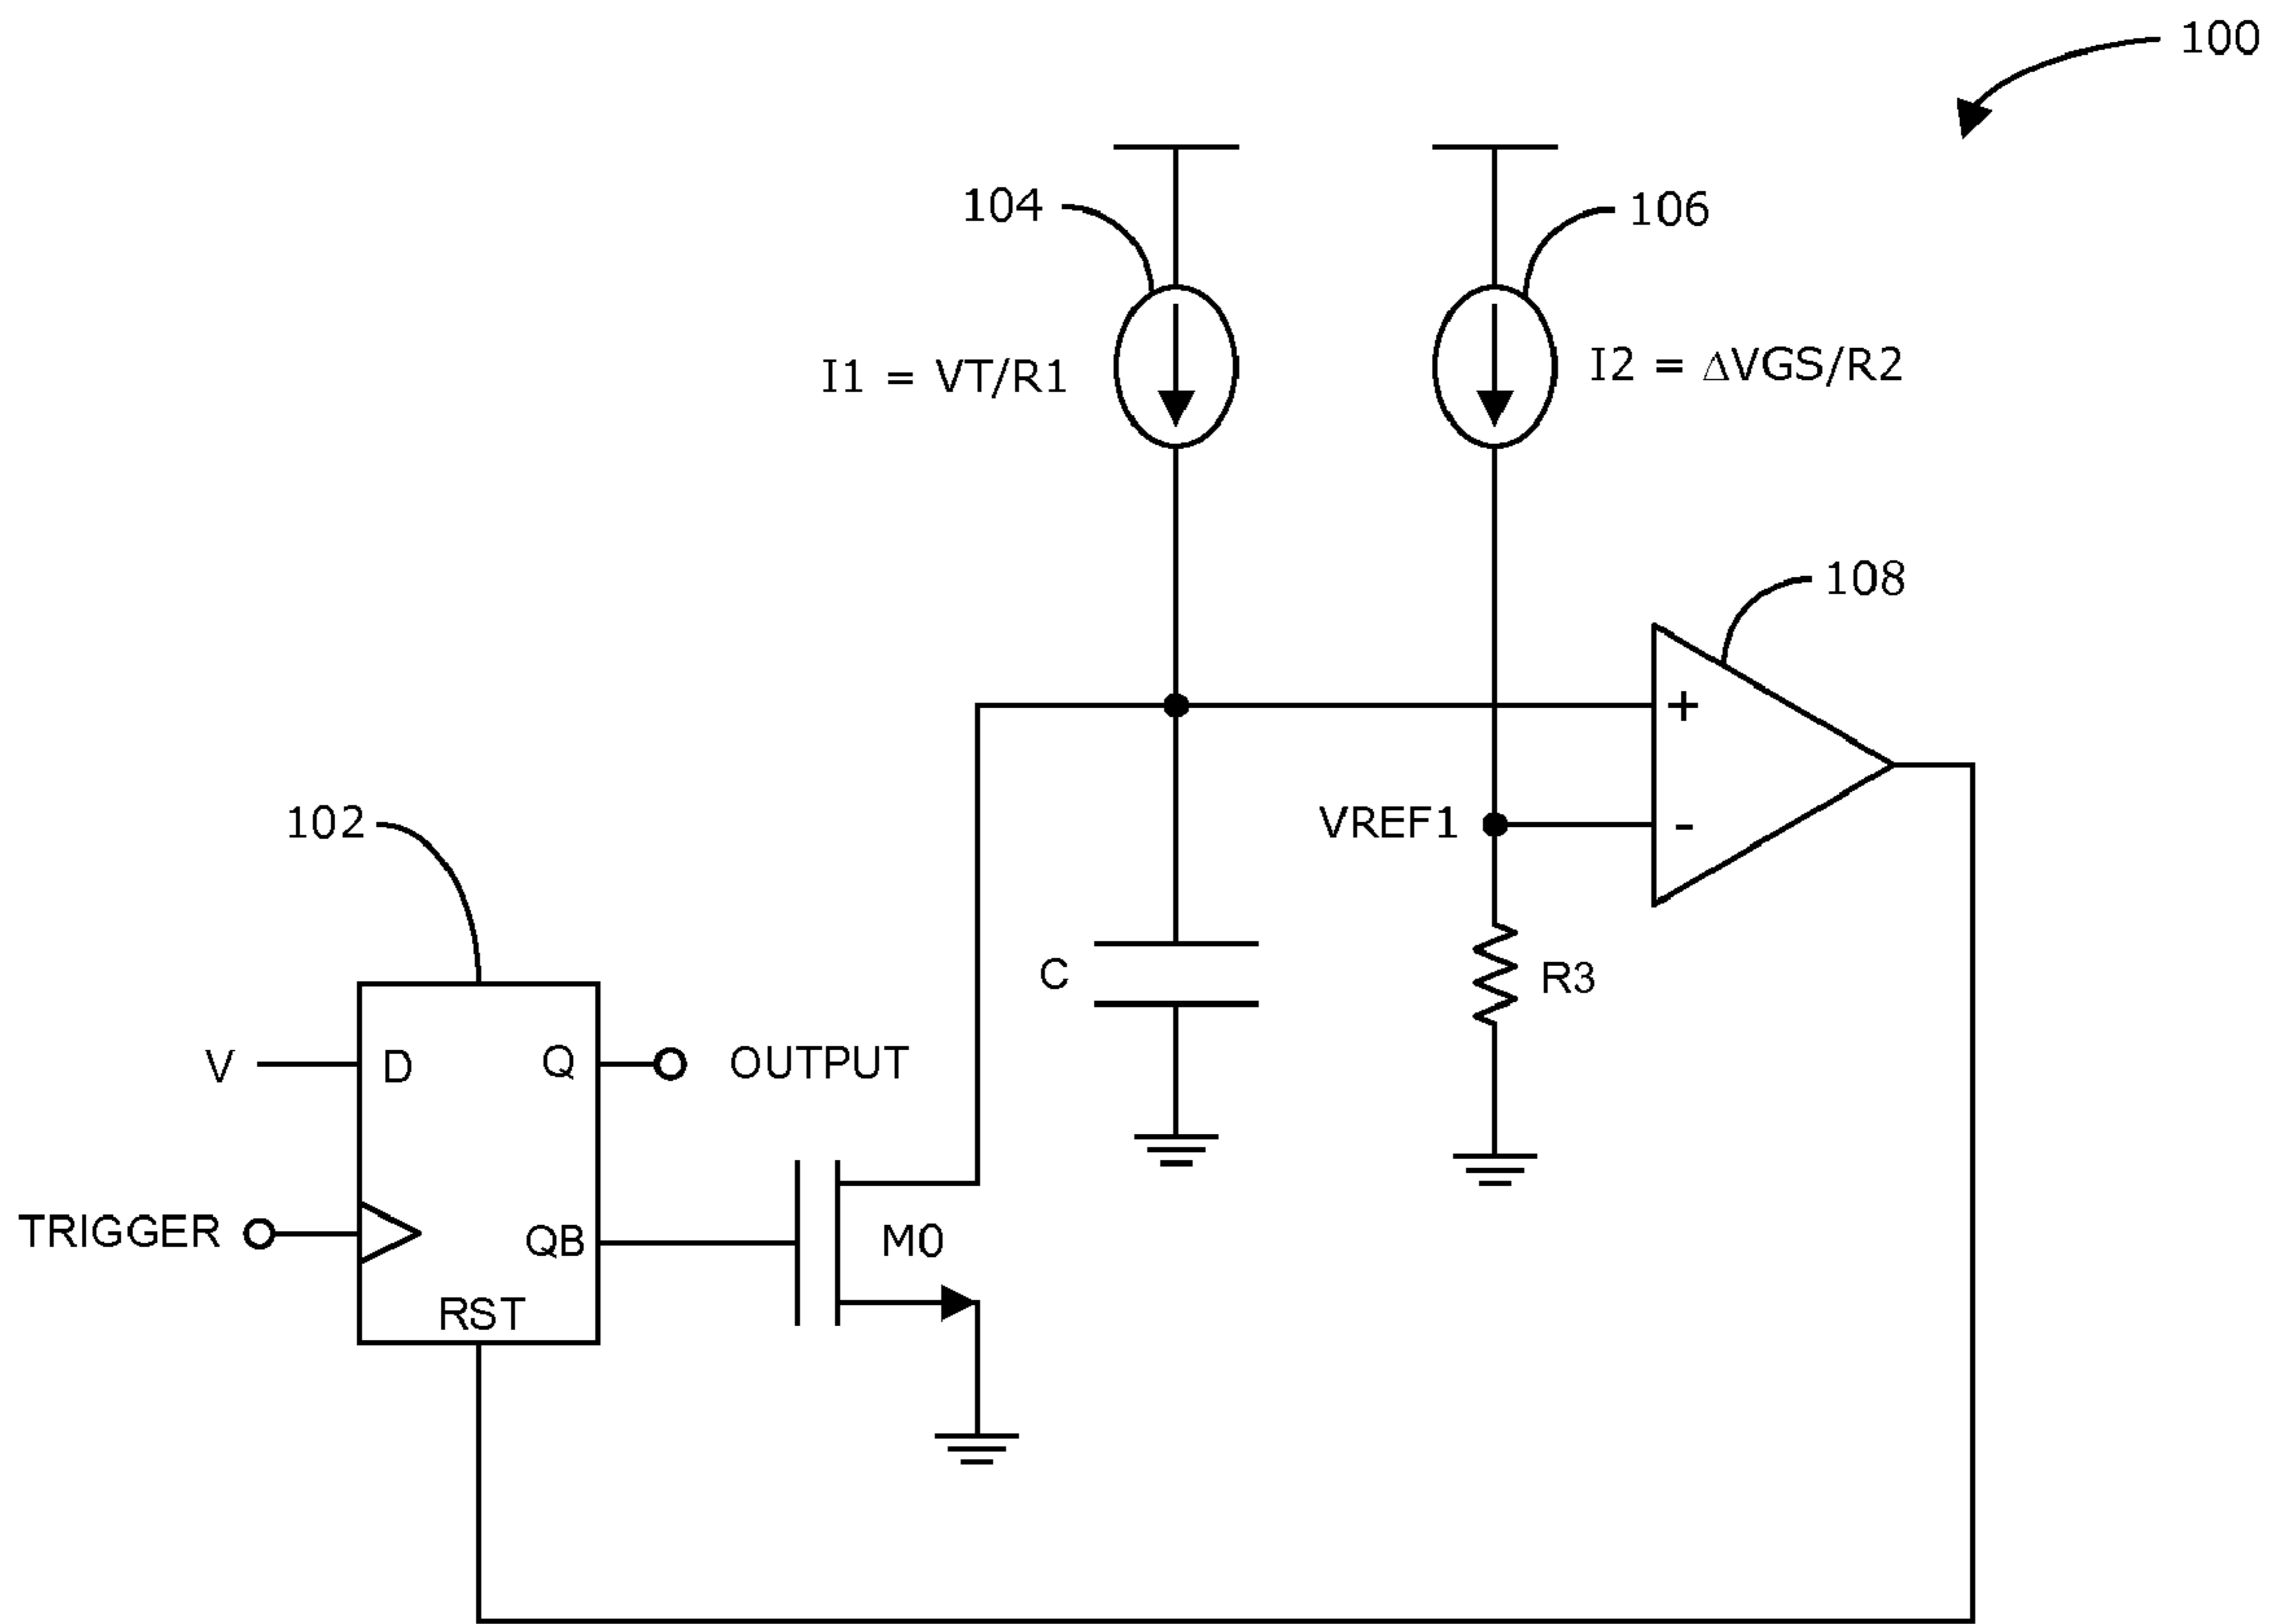 100
104
106
I1 = VT/R1
I2 = ΔVGS/R2
108
+
VREF1
-
102
C
R3
V
D
Q
OUTPUT
TRIGGER
QB
M0
RST